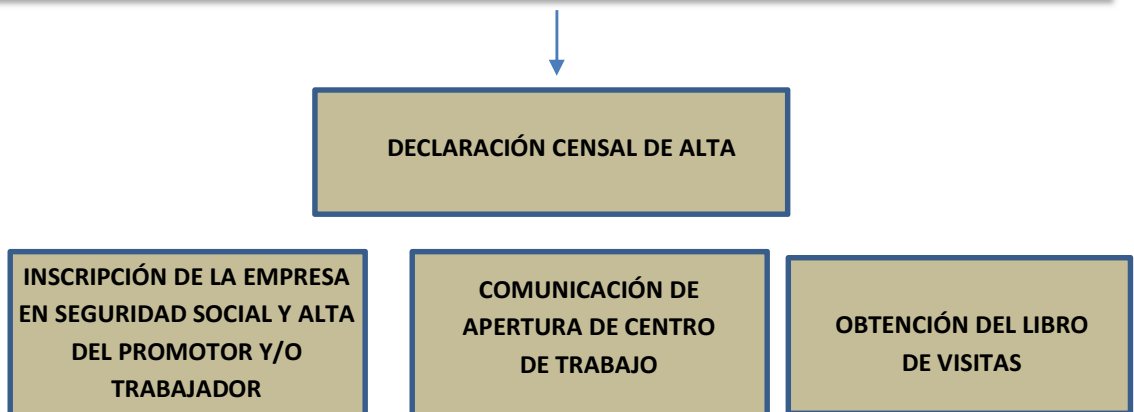 DECLARACIÓN CENSAL DE ALTA
INSCRIPCIÓN DE LA EMPRESA
EN SEGURIDAD SOCIAL Y ALTA
DEL PROMOTOR Y/O
TRABAJADOR
COMUNICACIÓN DE
APERTURA DE CENTRO
DE TRABAJO
OBTENCIÓN DEL LIBRO
DE VISITAS